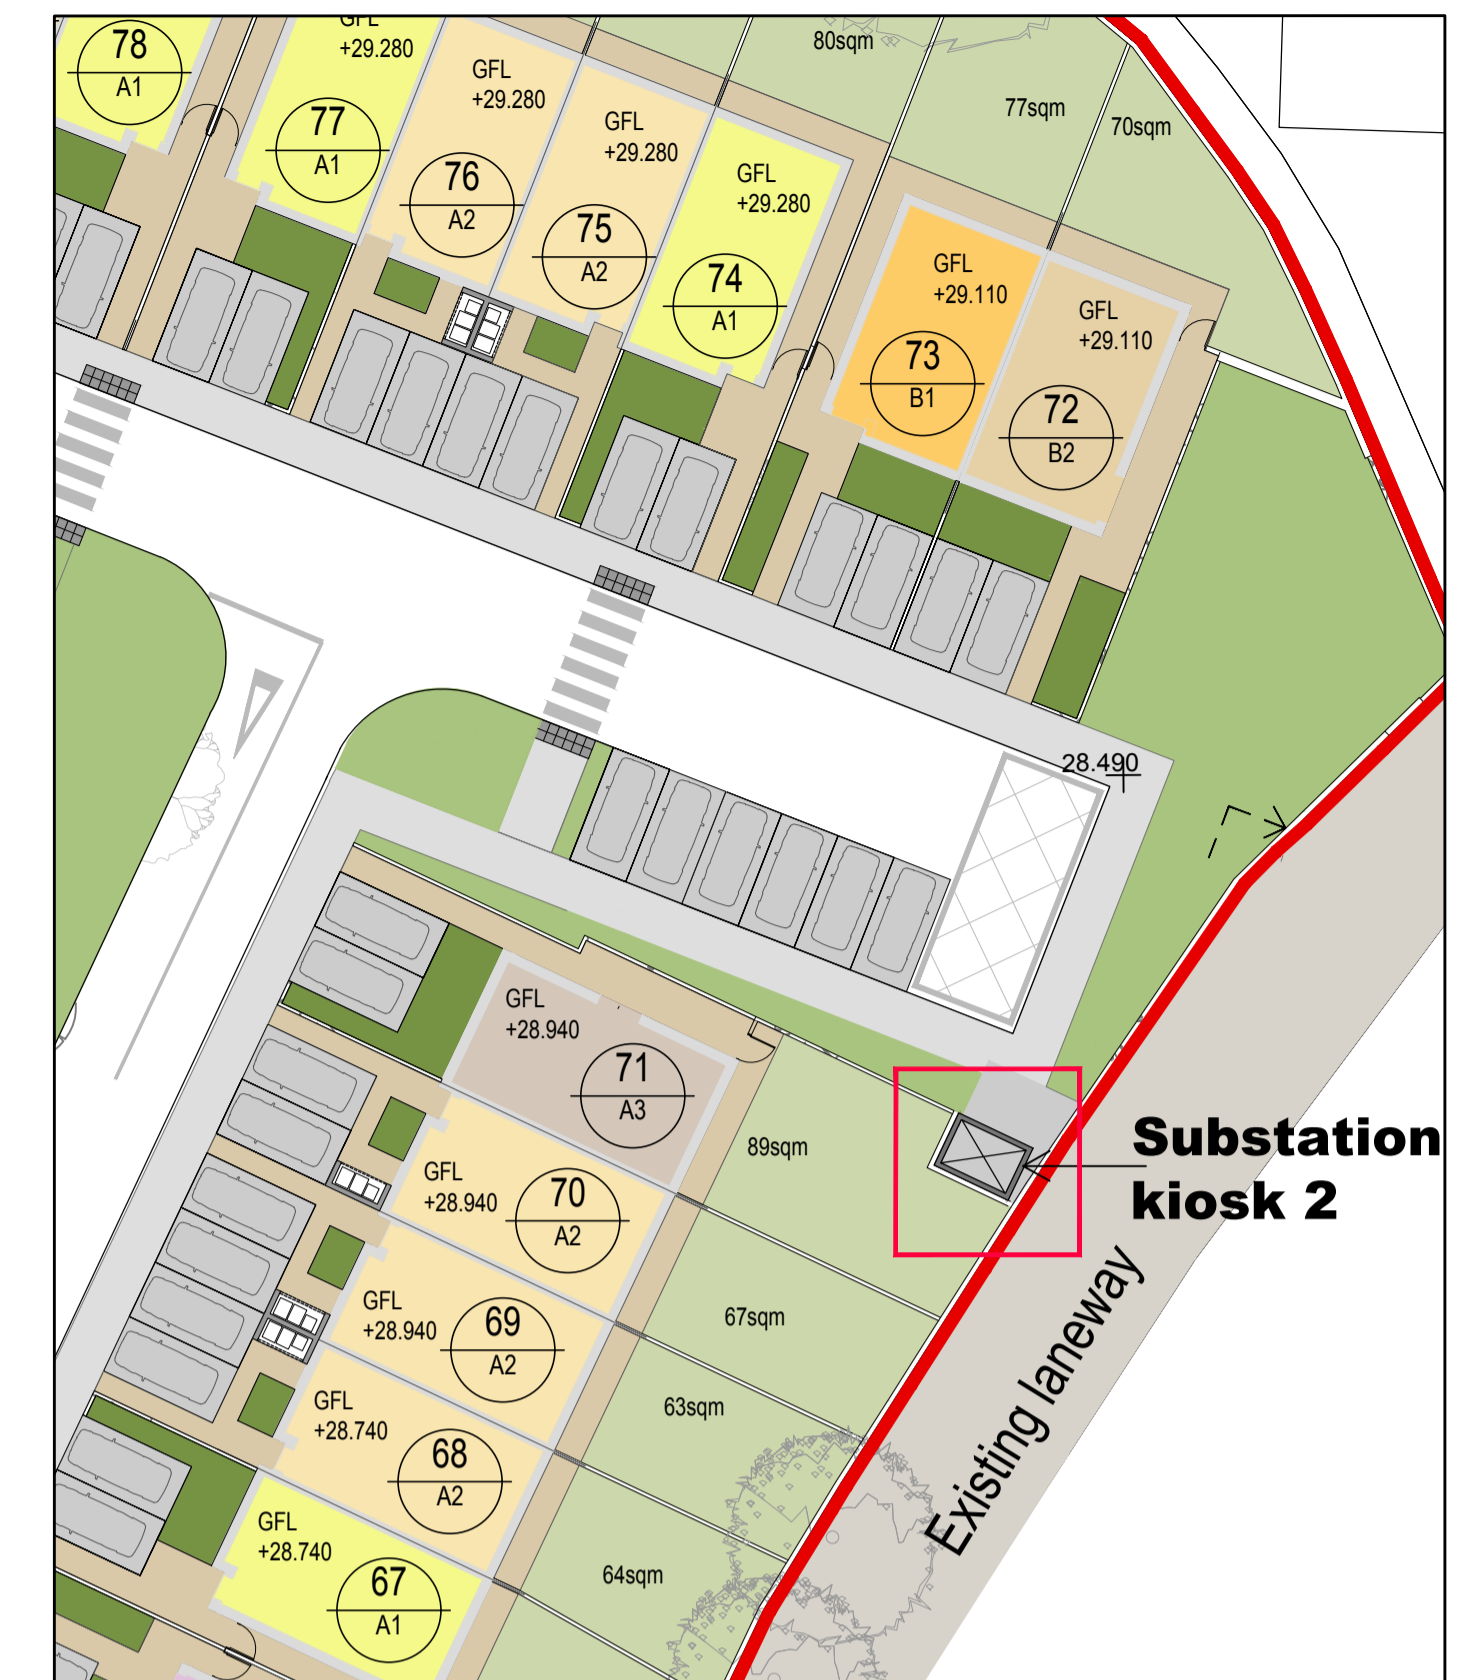 78
A1
GFL
+29.280
77
A1
GFL
+29.280
76
A2
GFL
+29.280
75
A2
GFL
+29.280
74
A1
80sqm
77sqm
70sqm
GFL
+29.110
73
B1
GFL
+29.110
72
B2
28.490
GFL
+28.940
71
A3
89sqm
Substation
kiosk 2
GFL
+28.940
70
A2
67sqm
GFL
+28.940
69
A2
63sqm
GFL
+28.740
68
A2
64sqm
GFL
+28.740
67
A1
Existing laneway